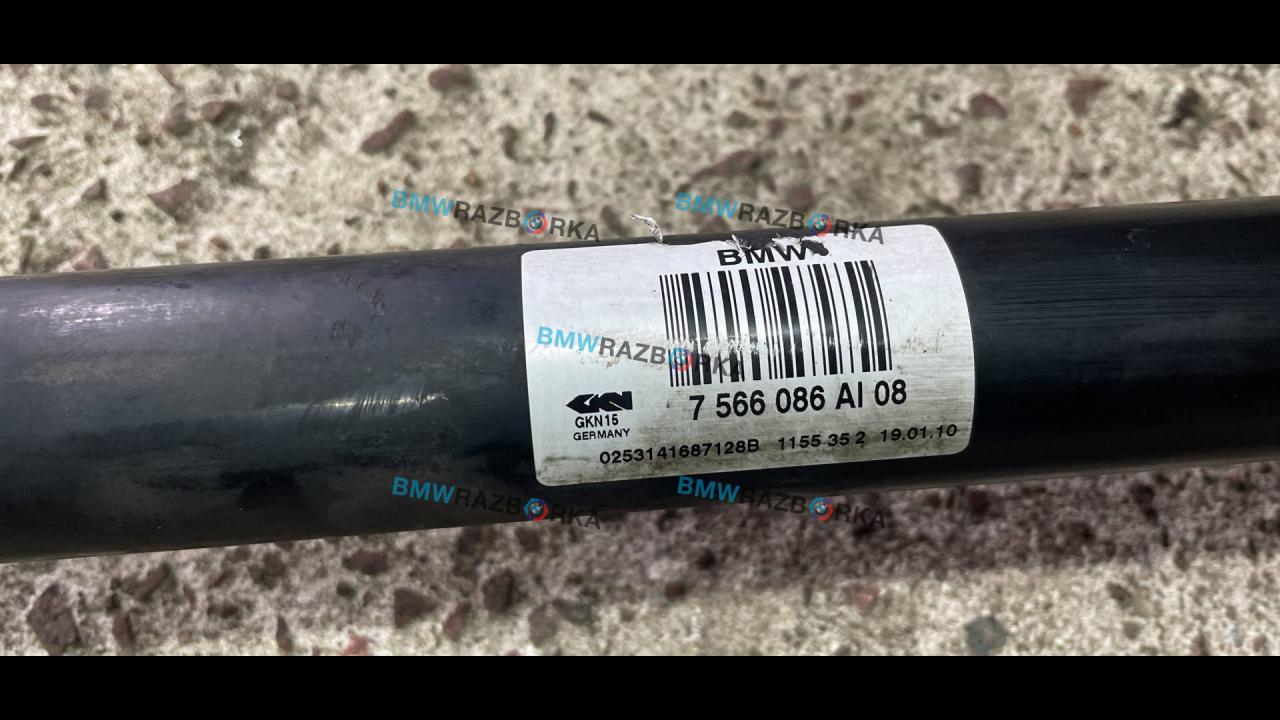 BMWRAZBORKA
BMWRAZBORKA
BMW
BMWRAZBORKA
7 566 086 AI 08
GKN
GKN15
GERMANY
0253141687128B 1155 35 2 19.01.10
BMWRAZBORKA
BMWRAZBORKA